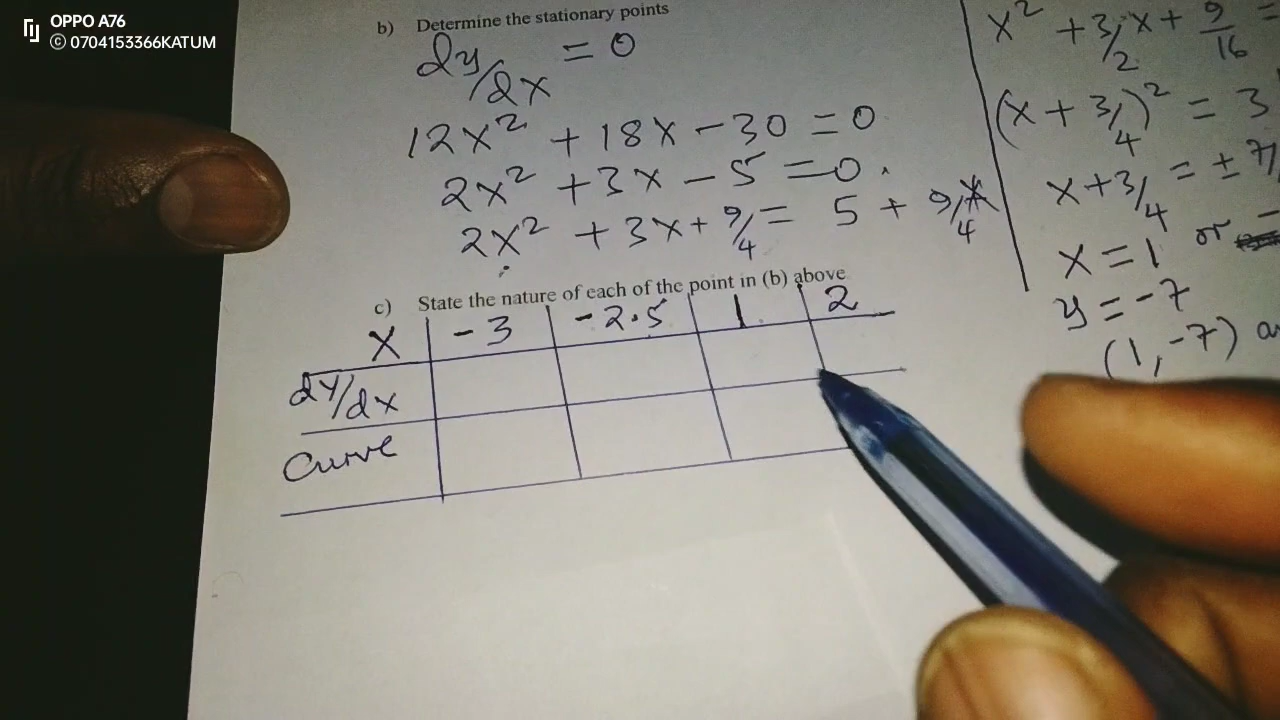 OPPO A76
© 0704153366KATUM
b) Determine the stationary points
dy/dx = 0
12x² + 18x - 30 = 0
2x² + 3x - 5 = 0.
2x² + 3x + 9/4 = 5 + 9/4
x² + 3/2x + 9/16 =
(x + 3/4)² = 3
x + 3/4 = ± 7/
x = 1 or -
y = -7
(1, -7) a
c) State the nature of each of the point in (b) above
x -3 -2.5 1 2
dy/dx
Curve